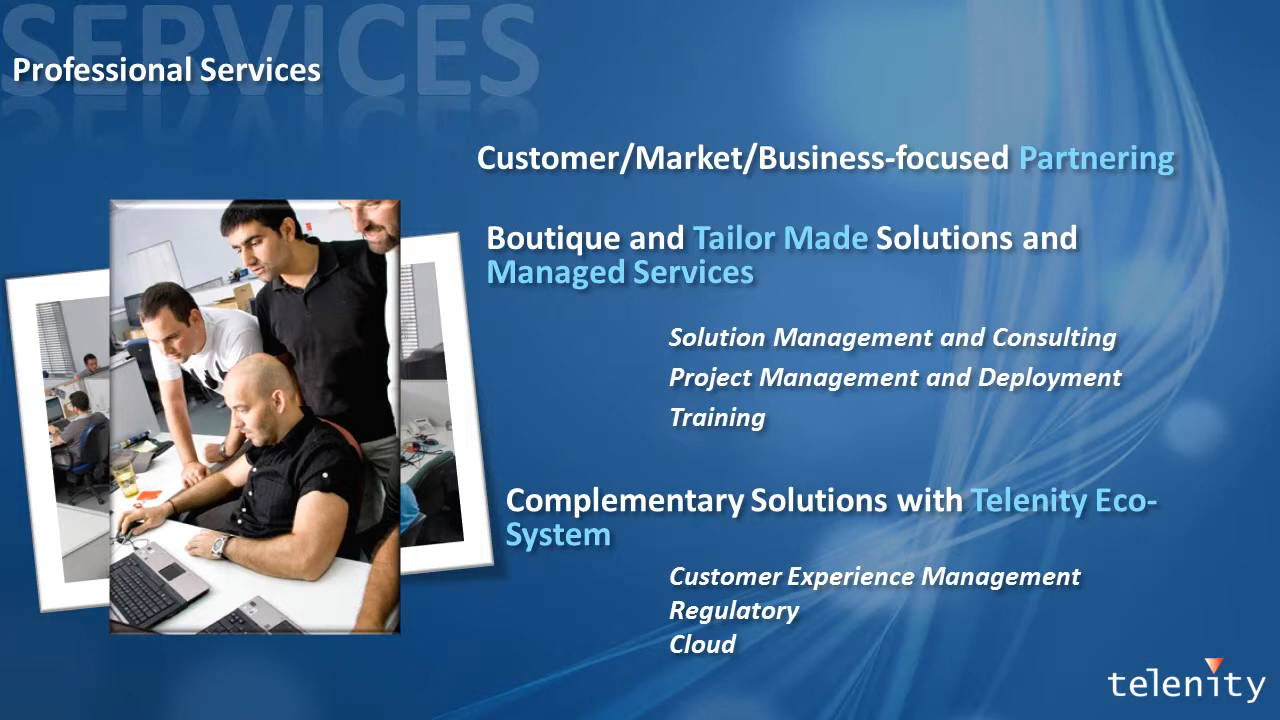 SERVICES
Professional Services
Customer/Market/Business-focused Partnering
Boutique and Tailor Made Solutions and
Managed Services
Solution Management and Consulting
Project Management and Deployment
Training
Complementary Solutions with Telenity Eco-
System
Customer Experience Management
Regulatory
Cloud
telenity